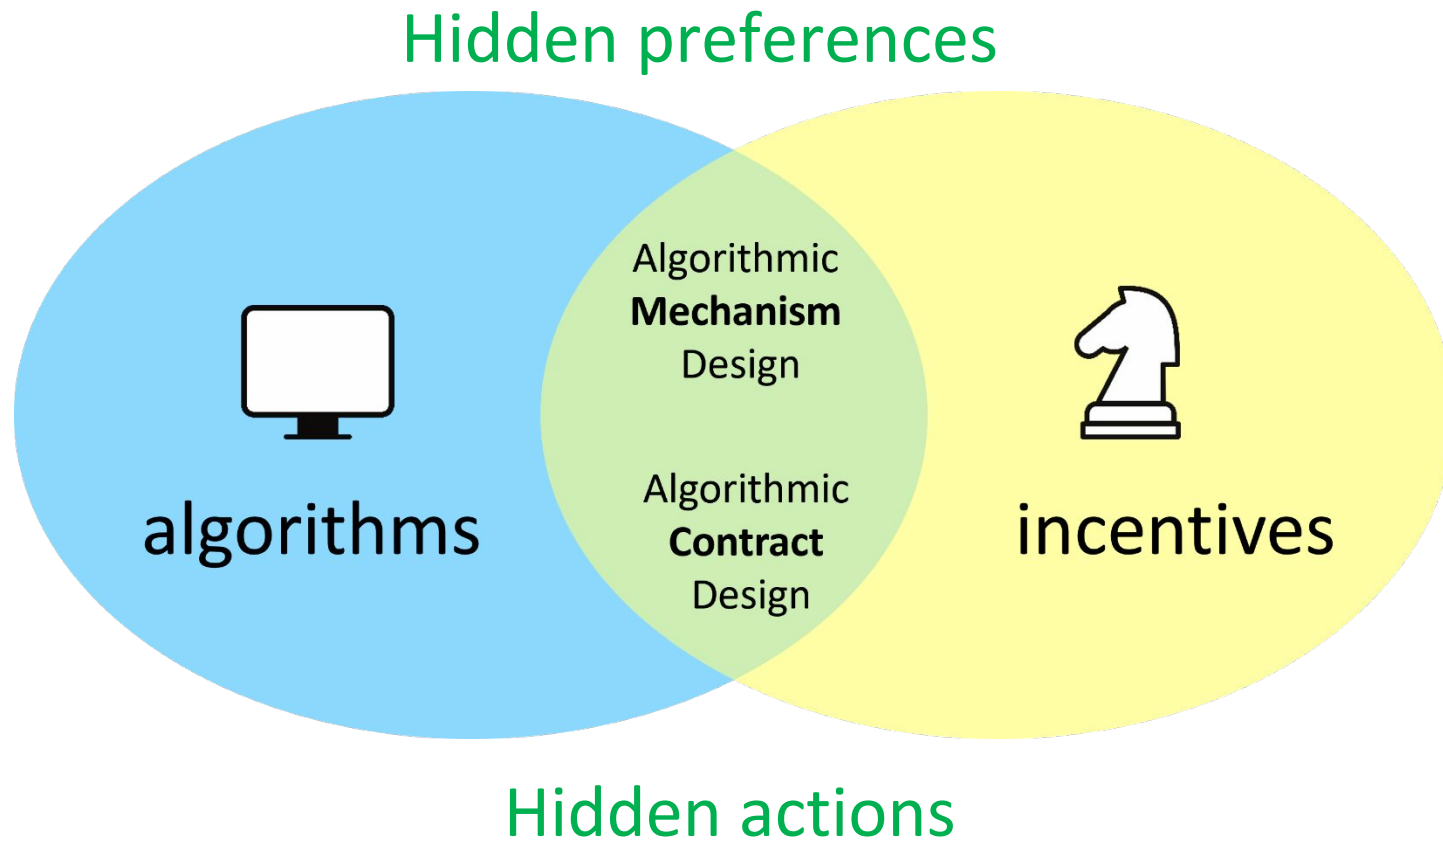 Hidden preferences
Algorithmic
Mechanism
Design
algorithms
Algorithmic
Contract
Design
incentives
Hidden actions